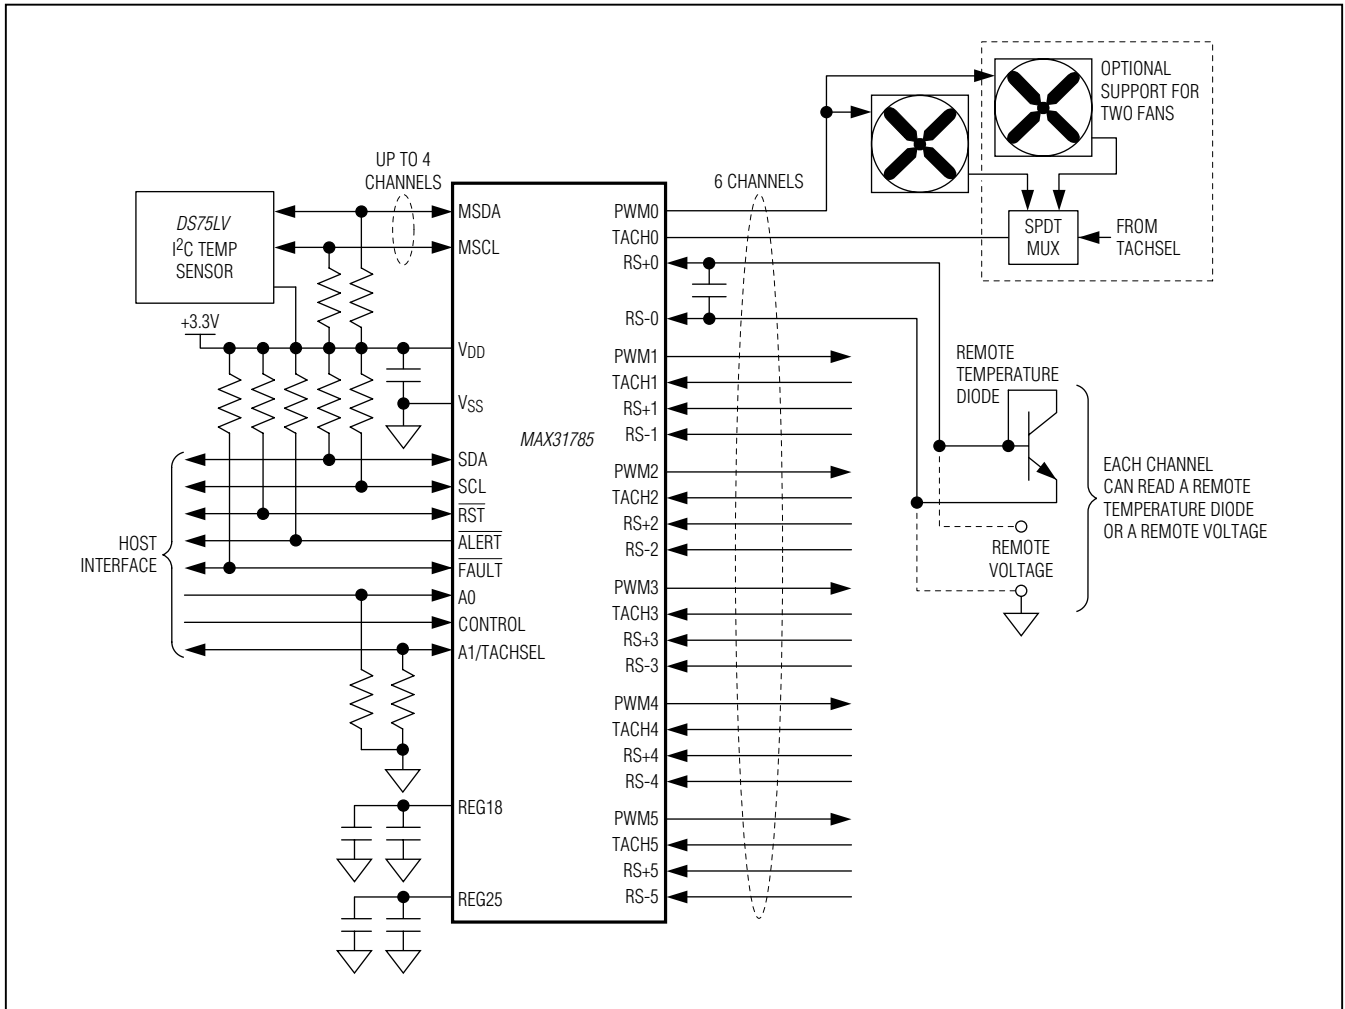 OPTIONAL
SUPPORT FOR
TWO FANS
UP TO 4
CHANNELS
6 CHANNELS
DS75LV
I2C TEMP
SENSOR
MSDA
MSCL
PWM0
TACH0
RS+0
RS-0
SPDT
MUX
FROM
TACHSEL
+3.3V
VDD
VSS
MAX31785
PWM1
TACH1
RS+1
RS-1
REMOTE
TEMPERATURE
DIODE
HOST
INTERFACE
SDA
SCL
RST
ALERT
FAULT
A0
CONTROL
A1/TACHSEL
PWM2
TACH2
RS+2
RS-2
EACH CHANNEL
CAN READ A REMOTE
TEMPERATURE DIODE
OR A REMOTE VOLTAGE
REMOTE
VOLTAGE
PWM3
TACH3
RS+3
RS-3
PWM4
TACH4
RS+4
RS-4
REG18
PWM5
TACH5
RS+5
RS-5
REG25